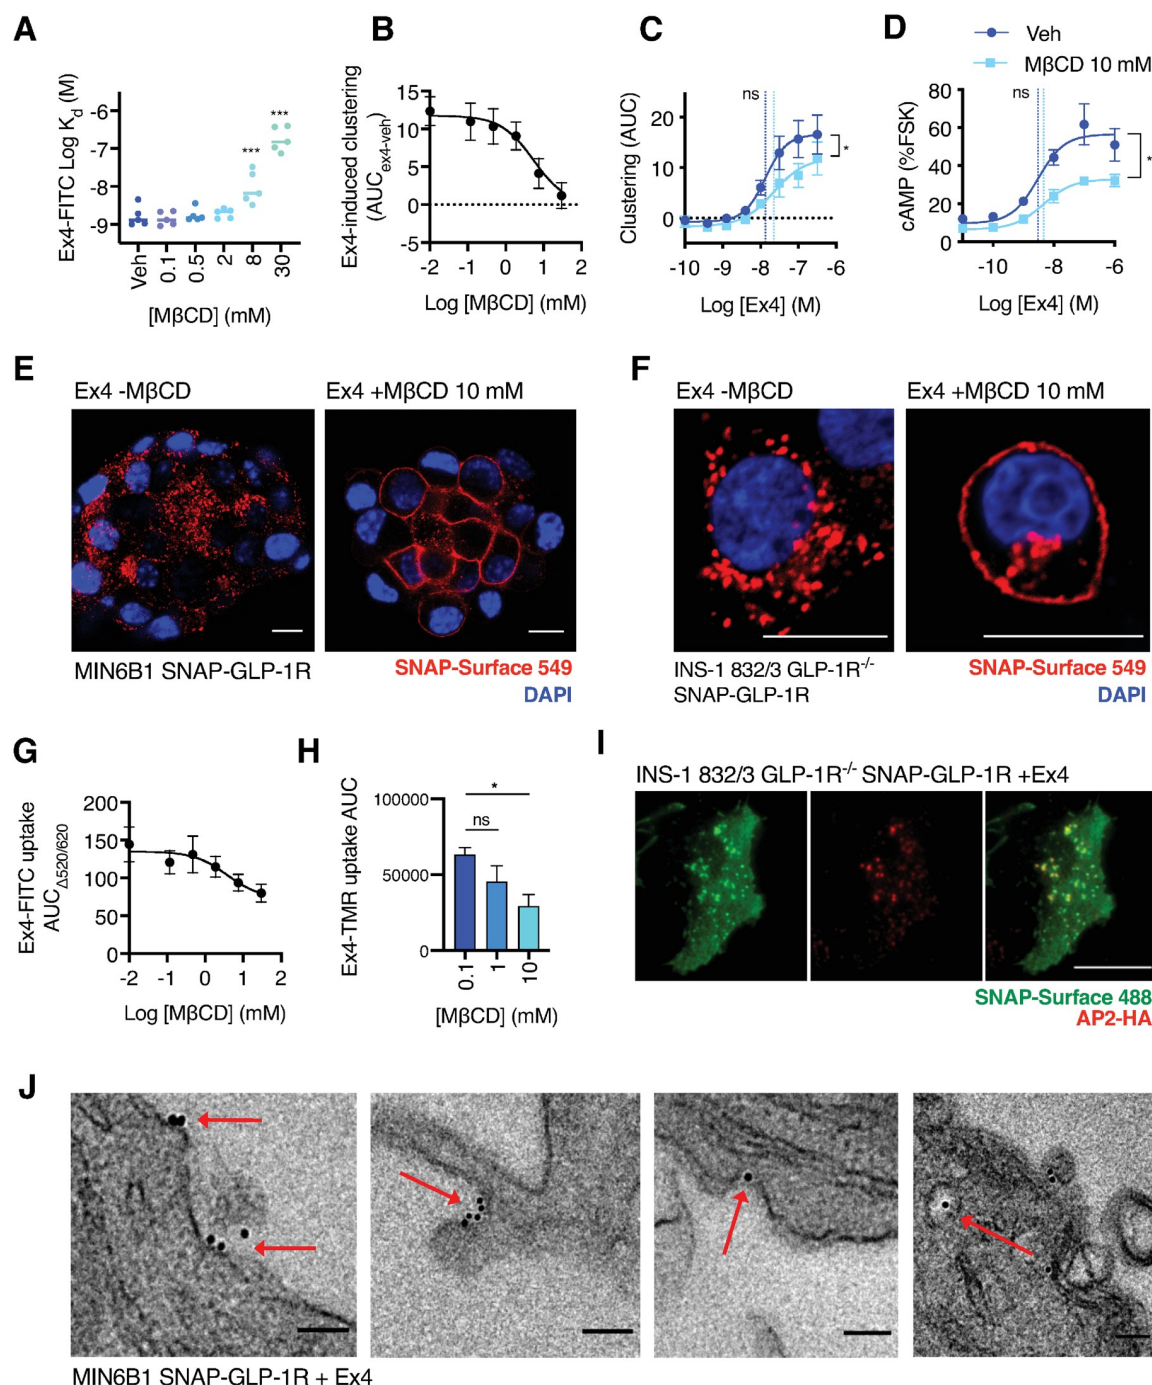 A
Ex4-FITC Log Kd (M)
-6
-7
-8
-9
***
***
Veh
0.1
0.5
2
8
30
[MβCD] (mM)
B
Ex4-induced clustering
(AUCex4-veh)
15
10
5
0
-5
-2 -1 0 1 2
Log [MβCD] (mM)
C
Clustering (AUC)
20
10
0
ns
*
-10 -9 -8 -7 -6
Log [Ex4] (M)
D
Veh
MβCD 10 mM
cAMP (%FSK)
80
60
40
20
0
ns
*
-10 -8 -6
Log [Ex4] (M)
E
Ex4 -MβCD
Ex4 +MβCD 10 mM
MIN6B1 SNAP-GLP-1R
SNAP-Surface 549
DAPI
F
Ex4 -MβCD
Ex4 +MβCD 10 mM
INS-1 832/3 GLP-1R-/-
SNAP-GLP-1R
SNAP-Surface 549
DAPI
G
Ex4-FITC uptake
AUCΔ520/620
200
150
100
50
0
-2 -1 0 1 2
Log [MβCD] (mM)
H
Ex4-TMR uptake AUC
100000
50000
0
*
ns
0.1
1
10
[MβCD] (mM)
I
INS-1 832/3 GLP-1R-/- SNAP-GLP-1R +Ex4
SNAP-Surface 488
AP2-HA
J
MIN6B1 SNAP-GLP-1R + Ex4